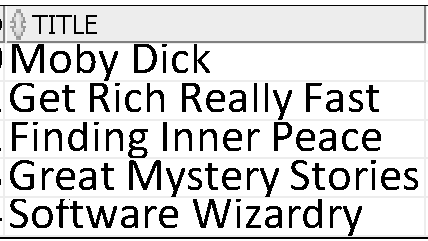 TITLE
Moby Dick
Get Rich Really Fast
Finding Inner Peace
Great Mystery Stories
Software Wizardry